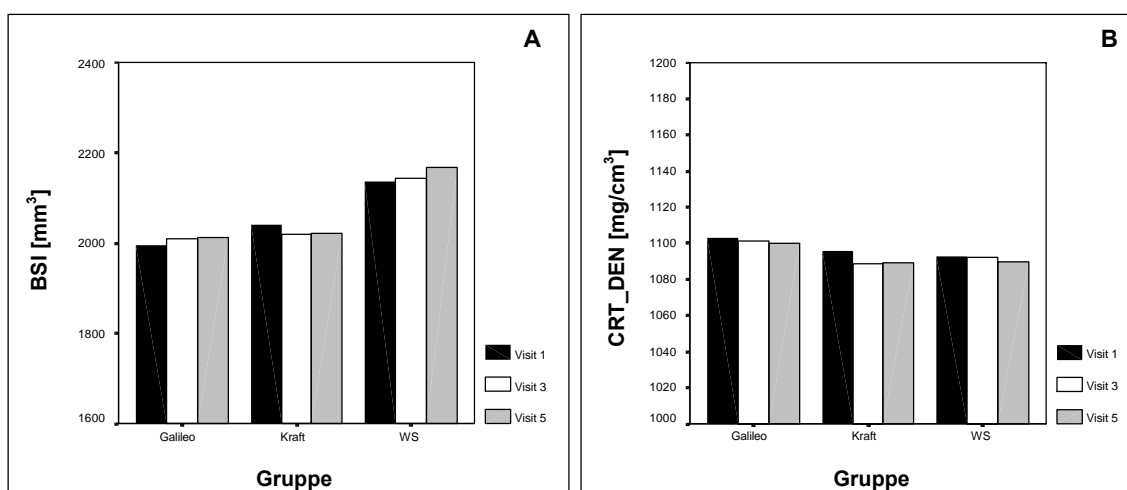 A
BSI [mm³]
2400
2200
2000
1800
1600
Galileo
Kraft
WS
Gruppe
Visit 1
Visit 3
Visit 5
B
CRT_DEN [mg/cm³]
1200
1180
1160
1140
1120
1100
1080
1060
1040
1020
1000
Galileo
Kraft
WS
Gruppe
Visit 1
Visit 3
Visit 5